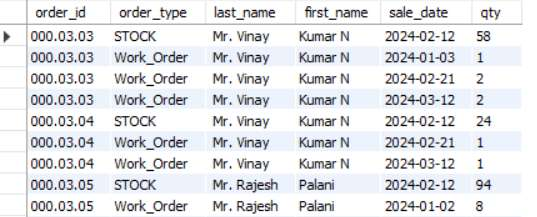 order_id order_type last_name first_name sale_date qty
000.03.03 STOCK Mr. Vinay Kumar N 2024-02-12 58
000.03.03 Work_Order Mr. Vinay Kumar N 2024-01-03 1
000.03.03 Work_Order Mr. Vinay Kumar N 2024-02-21 2
000.03.03 Work_Order Mr. Vinay Kumar N 2024-03-12 2
000.03.04 STOCK Mr. Vinay Kumar N 2024-02-12 24
000.03.04 Work_Order Mr. Vinay Kumar N 2024-02-21 1
000.03.04 Work_Order Mr. Vinay Kumar N 2024-03-12 1
000.03.05 STOCK Mr. Rajesh Palani 2024-02-12 94
000.03.05 Work_Order Mr. Rajesh Palani 2024-01-02 8